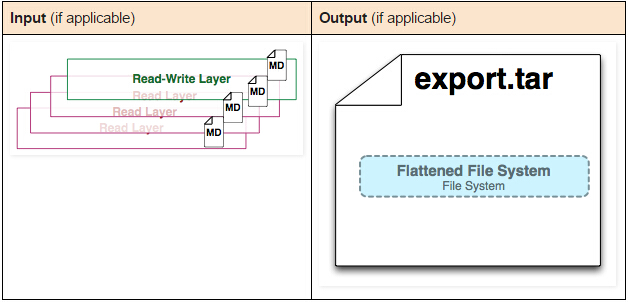 Input (if applicable)
Output (if applicable)
MD
Read-Write Layer
MD
Read Layer
MD
Read Layer
MD
Read Layer
export.tar
Flattened File System
File System